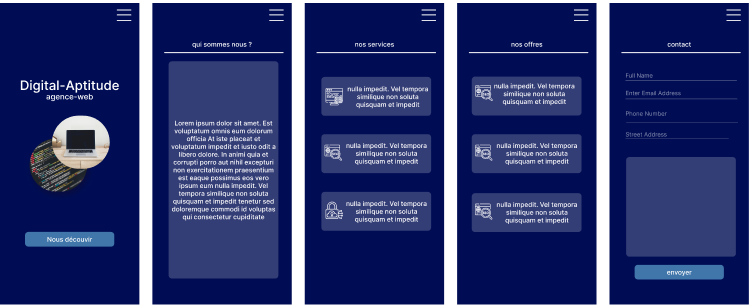 Digital-Aptitude
agence-web
Nous découvir
qui sommes nous ?
Lorem ipsum dolor sit amet. Est
voluptatum omnis eum dolorum
officia At iste placeat et
voluptatum impedit et iusto odit a
libero dolore. In animi quia et
corrupti porro aut nihil excepturi
non exercitationem praesentium
est eaque possimus eos vero
ipsum eum nulla impedit. Vel
tempora similique non soluta
quisquam et impedit tenetur sed
doloremque commodi id voluptas
qui consectetur cupiditate
nos services
nulla impedit. Vel tempora
similique non soluta
quisquam et impedit
nulla impedit. Vel tempora
similique non soluta
quisquam et impedit
nulla impedit. Vel tempora
similique non soluta
quisquam et impedit
nos offres
nulla impedit. Vel tempora
similique non soluta
quisquam et impedit
nulla impedit. Vel tempora
similique non soluta
quisquam et impedit
nulla impedit. Vel tempora
similique non soluta
quisquam et impedit
contact
Full Name
Enter Email Address
Phone Number
Street Address
envoyer